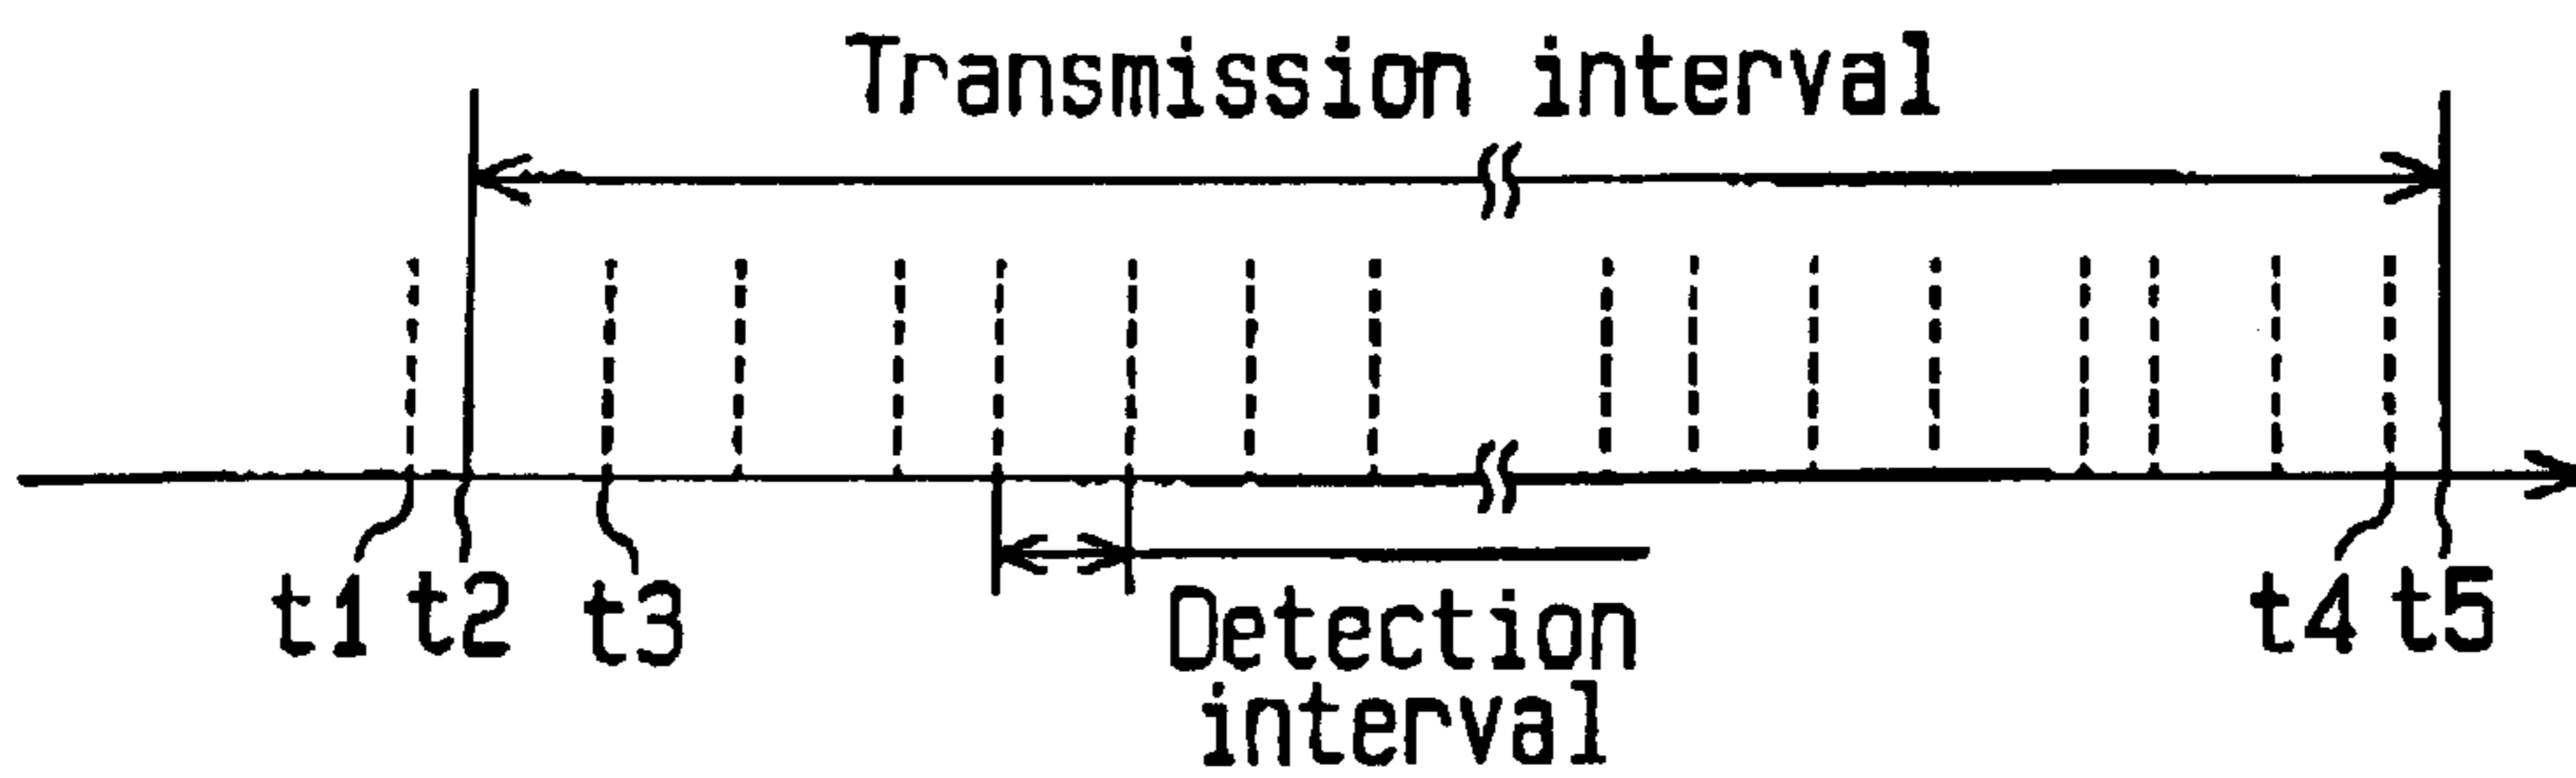 Transmission interval
t1 t2 t3 t4 t5
Detection
interval